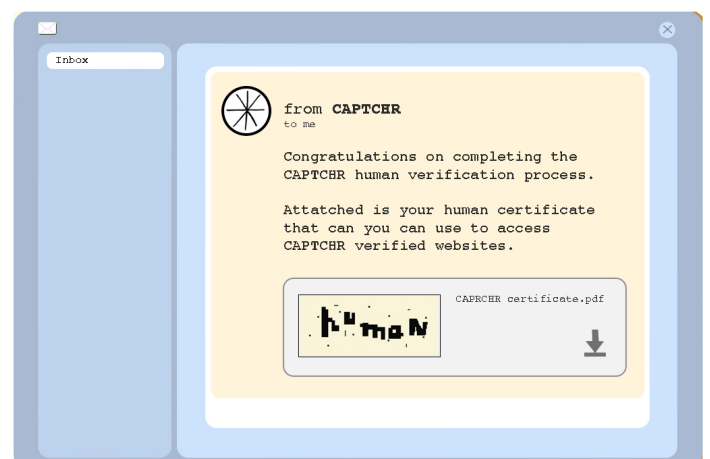 Inbox
from CAPTCHR
to me
Congratulations on completing the
CAPTCHR human verification process.
Attatched is your human certificate
that can you can use to access
CAPTCHR verified websites.
CAPRCHR certificate.pdf
humaN